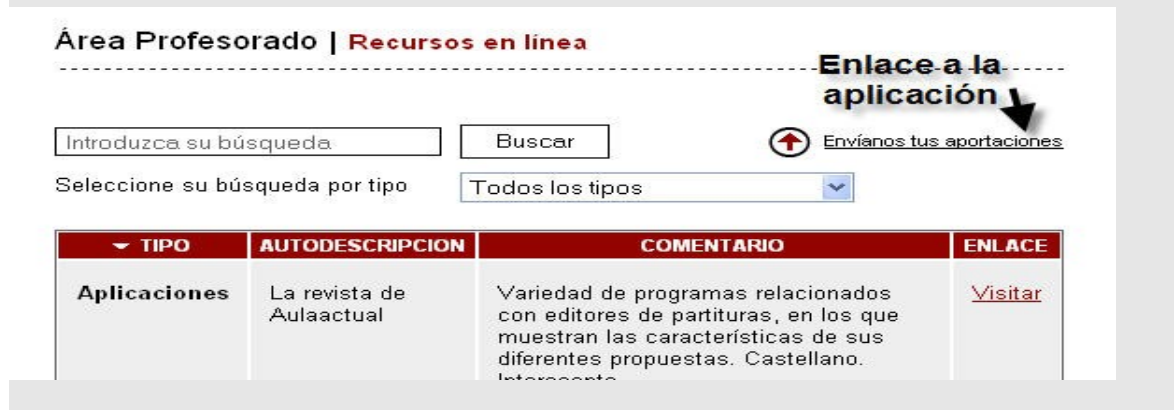 Área Profesorado | Recursos en línea
Enlace a la
aplicación
Introduzca su búsqueda
Buscar
Envíanos tus aportaciones
Seleccione su búsqueda por tipo
Todos los tipos
TIPO
AUTODESCRIPCION
COMENTARIO
ENLACE
Aplicaciones
La revista de
Aulaactual
Variedad de programas relacionados
con editores de partituras, en los que
muestran las características de sus
diferentes propuestas. Castellano.
Visitar